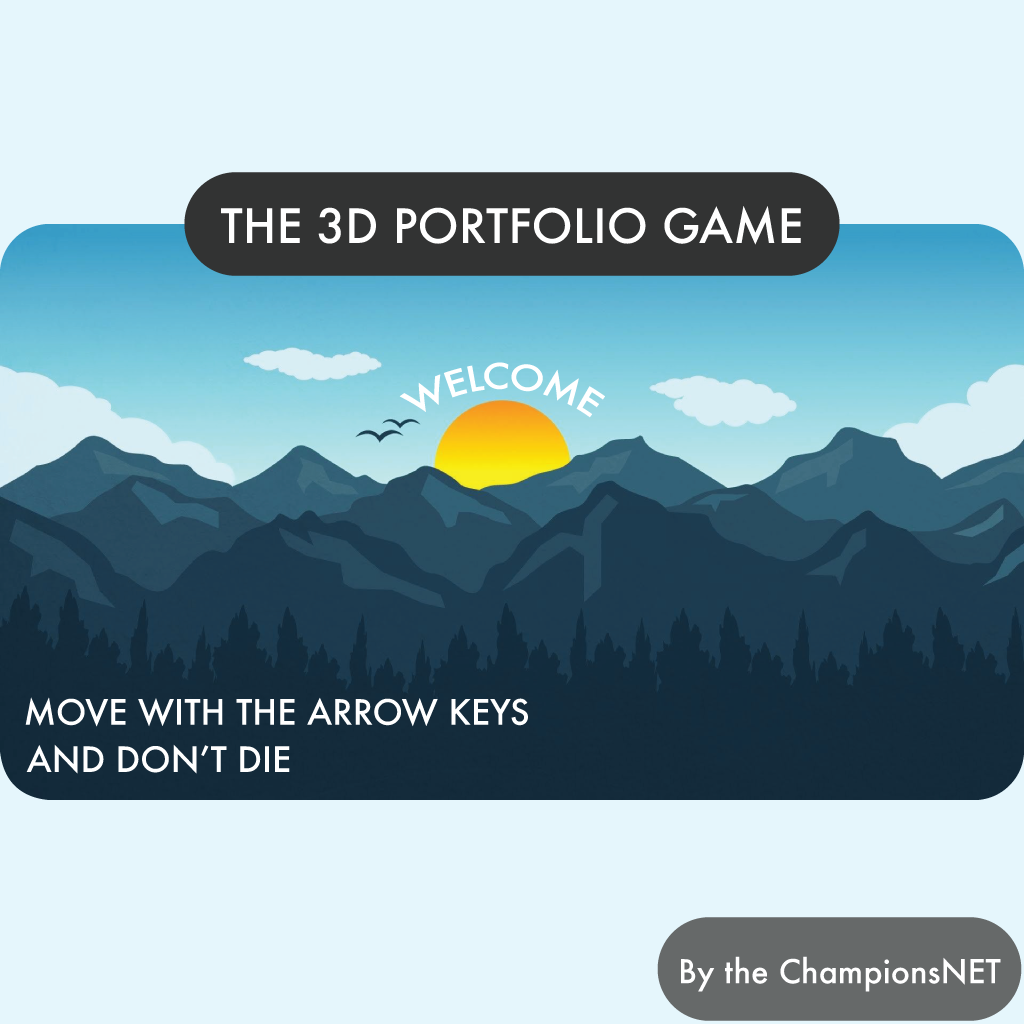 THE 3D PORTFOLIO GAME
WELCOME
MOVE WITH THE ARROW KEYS
AND DON’T DIE
By the ChampionsNET